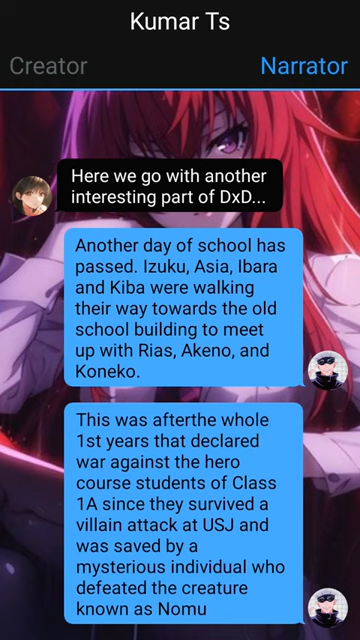 Kumar Ts
Creator
Narrator
Here we go with another
interesting part of DxD...
Another day of school has
passed. Izuku, Asia, Ibara
and Kiba were walking
their way towards the old
school building to meet
up with Rias, Akeno, and
Koneko.
This was afterthe whole
1st years that declared
war against the hero
course students of Class
1A since they survived a
villain attack at USJ and
was saved by a
mysterious individual who
defeated the creature
known as Nomu